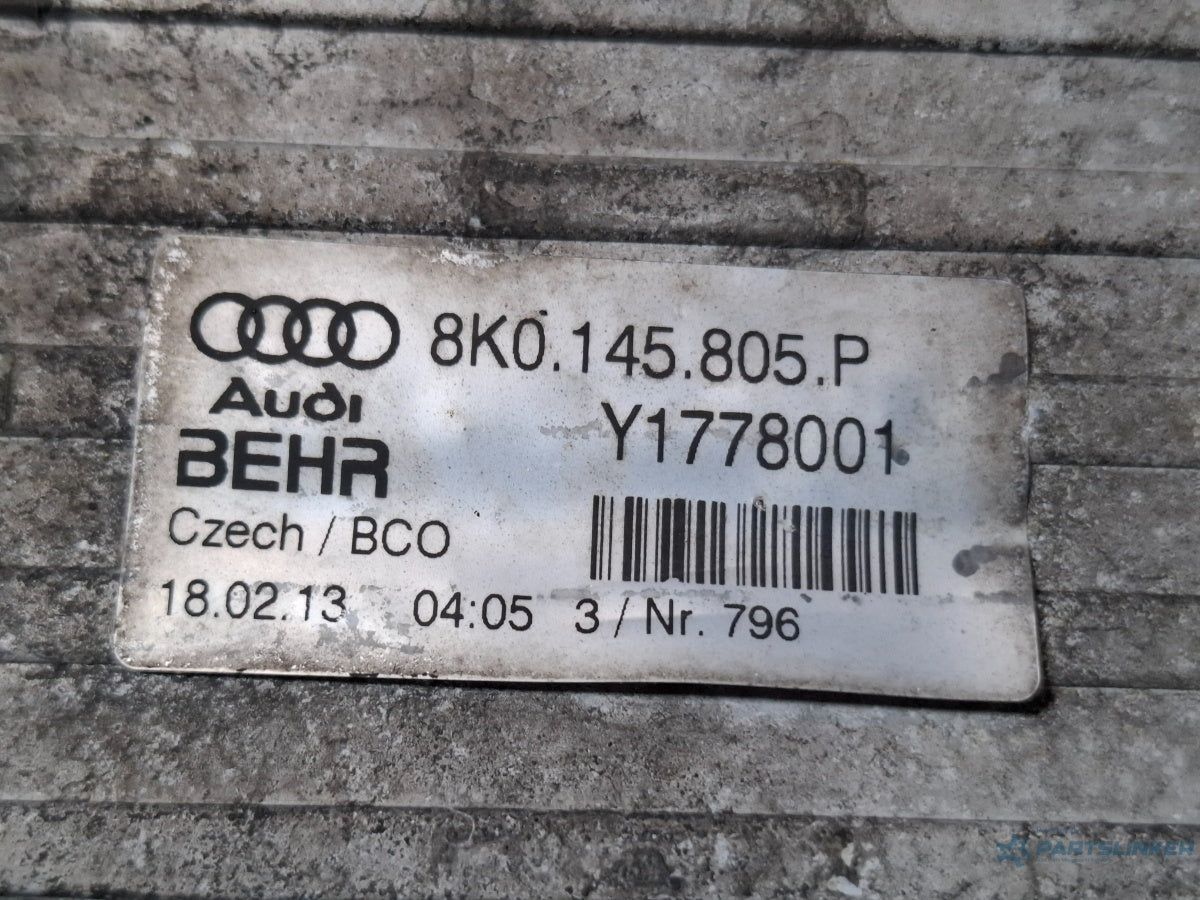 8K0.145.805.P
Audi
Y1778001
BEHR
Czech / BCO
18.02.13 04:05 3 / Nr. 796
PARTSLINKER